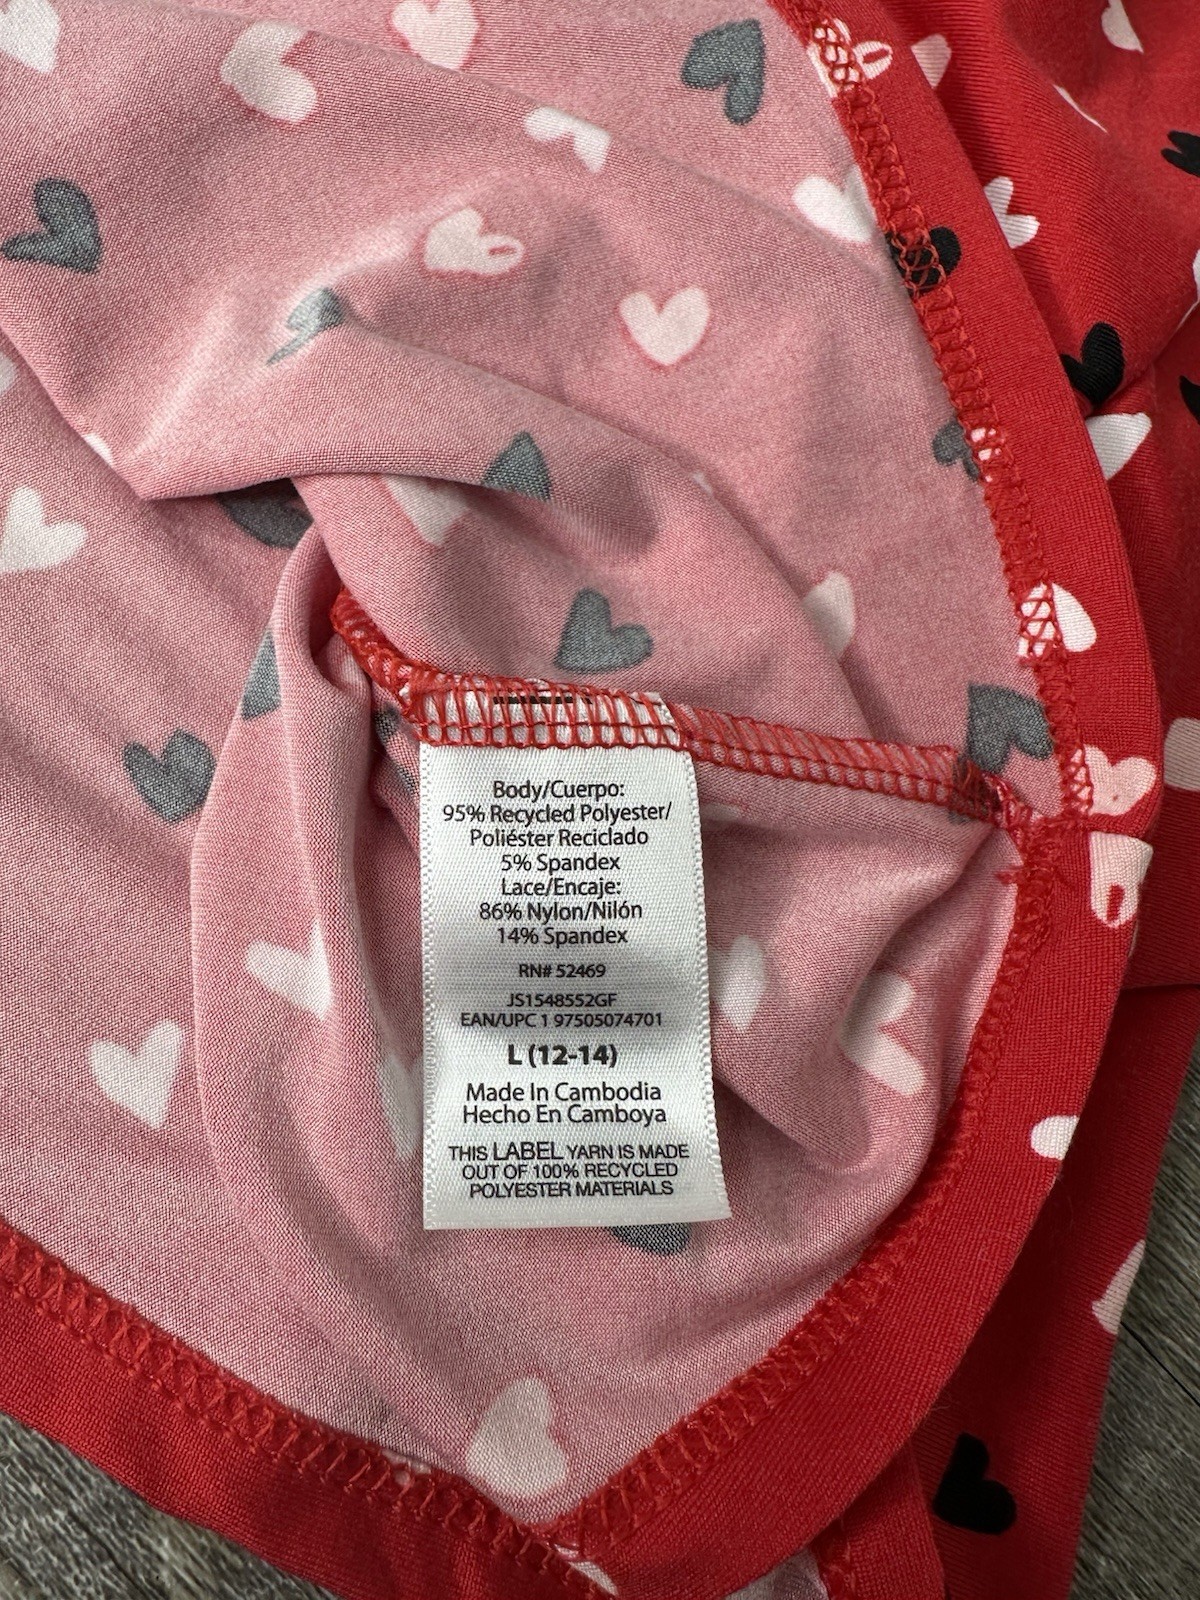 Body/Cuerpo:
95% Recycled Polyester/
Poliéster Reciclado
5% Spandex
Lace/Encaje:
86% Nylon/Nilón
14% Spandex
RN# 52469
JS1548552GF
EAN/UPC 1 97505074701
L (12-14)
Made In Cambodia
Hecho En Camboya
THIS LABEL YARN IS MADE
OUT OF 100% RECYCLED
POLYESTER MATERIALS